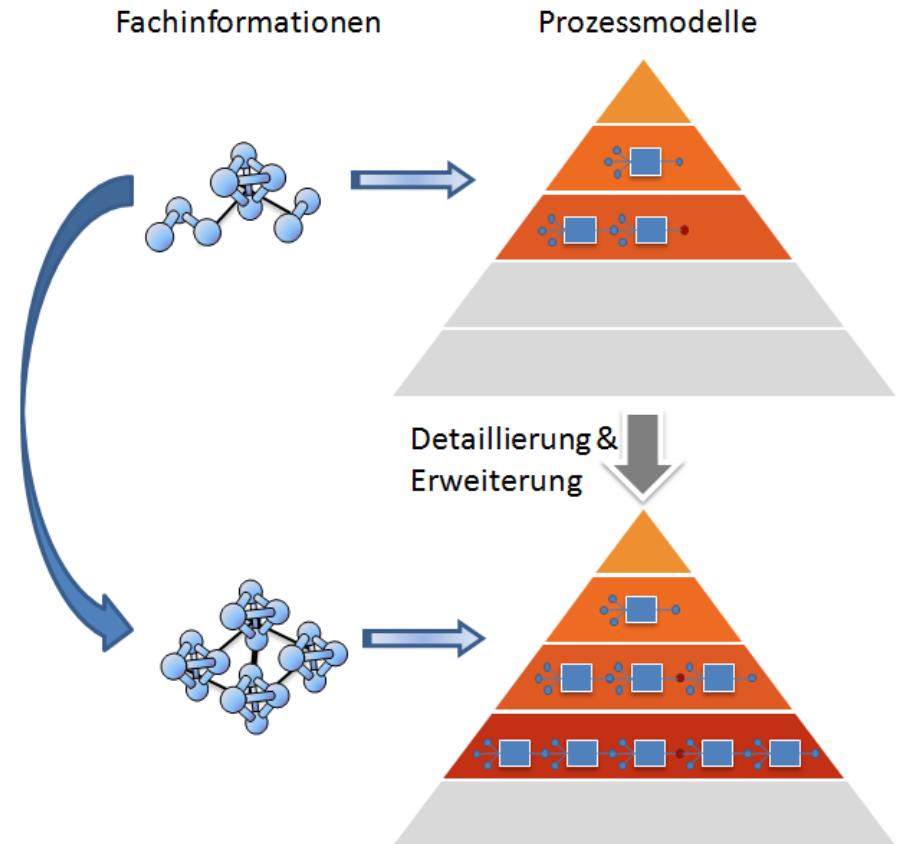 Fachinformationen
Prozessmodelle
Detaillierung &
Erweiterung